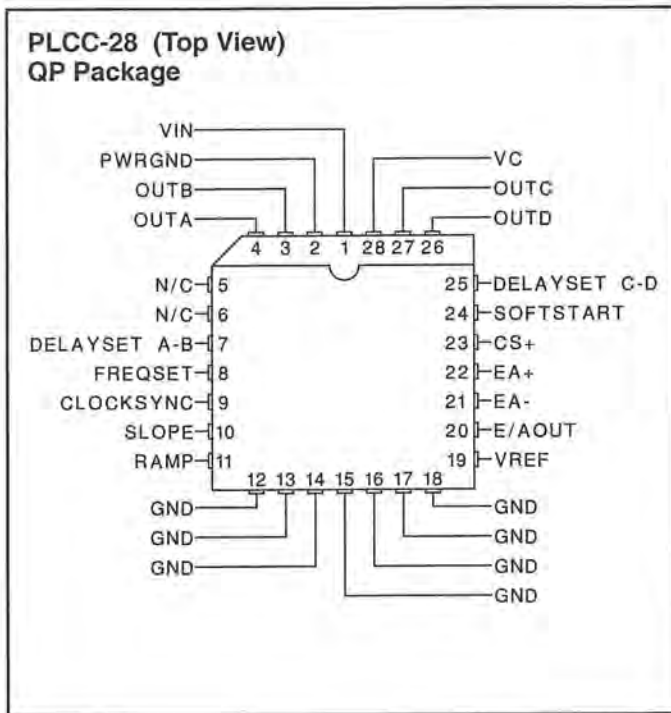 PLCC-28 (Top View)
QP Package
VIN
PWRGND
OUTB
OUTA
VC
OUTC
OUTD
4 3 2 1 28 27 26
N/C 5
N/C 6
DELAYSET A-B 7
FREQSET 8
CLOCKSYNC 9
SLOPE 10
RAMP 11
25 DELAYSET C-D
24 SOFTSTART
23 CS+
22 EA+
21 EA-
20 E/AOUT
19 VREF
12 13 14 15 16 17 18
GND
GND
GND
GND
GND
GND
GND